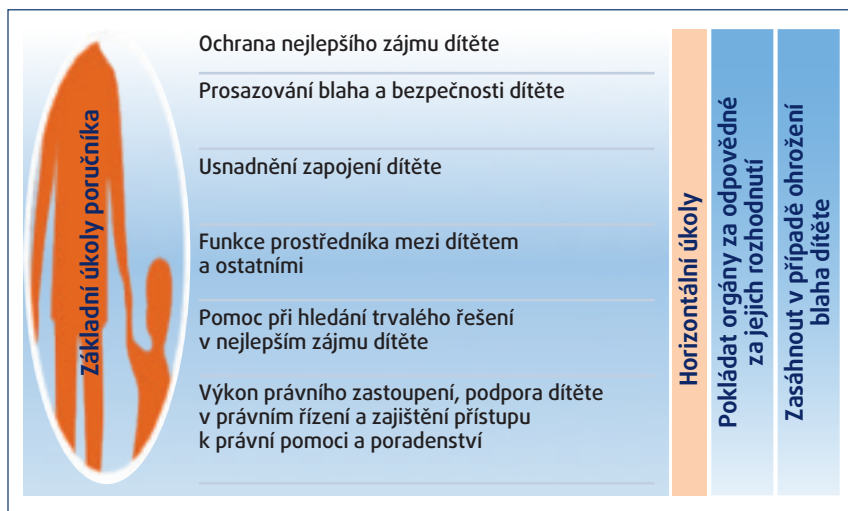 Základní úkoly poručníka
Ochrana nejlepšího zájmu dítěte
Prosazování blaha a bezpečnosti dítěte
Usnadnění zapojení dítěte
Funkce prostředníka mezi dítětem
a ostatními
Pomoc při hledání trvalého řešení
v nejlepším zájmu dítěte
Výkon právního zastoupení, podpora dítěte
v právním řízení a zajištění přístupu
k právní pomoci a poradenství
Horizontální úkoly
Pokládat orgány za odpovědné
za jejich rozhodnutí
Zasáhnout v případě ohrožení
blaha dítěte